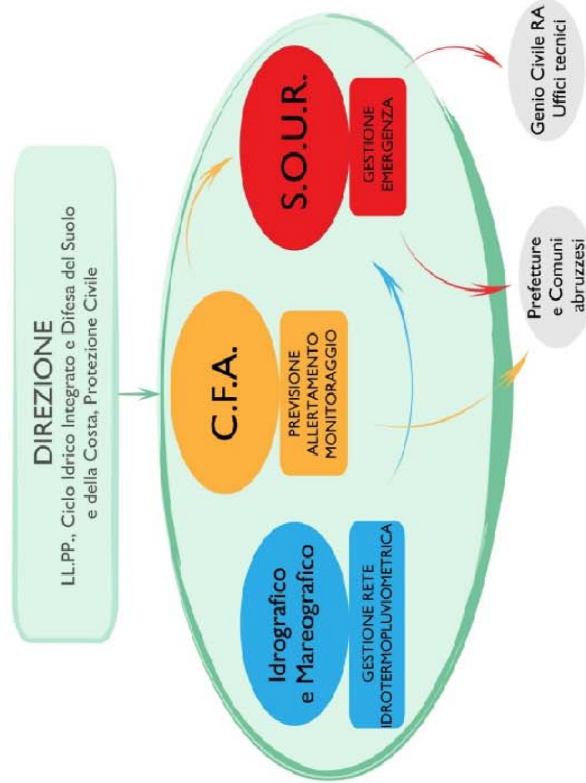 DIREZIONE
LL.PP., Ciclo Idrico Integrato e Difesa del Suolo
e della Costa, Protezione Civile
Idrografico
e Mareografico
GESTIONE RETE
IDROTERMOPLUVIOMETRICA
C.F.A.
PREVISIONE
ALLERTAMENTO
MONITORAGGIO
S.O.U.R.
GESTIONE
EMERGENZA
Prefetture
e Comuni
abruzzesi
Genio Civile RA
Uffici tecnici